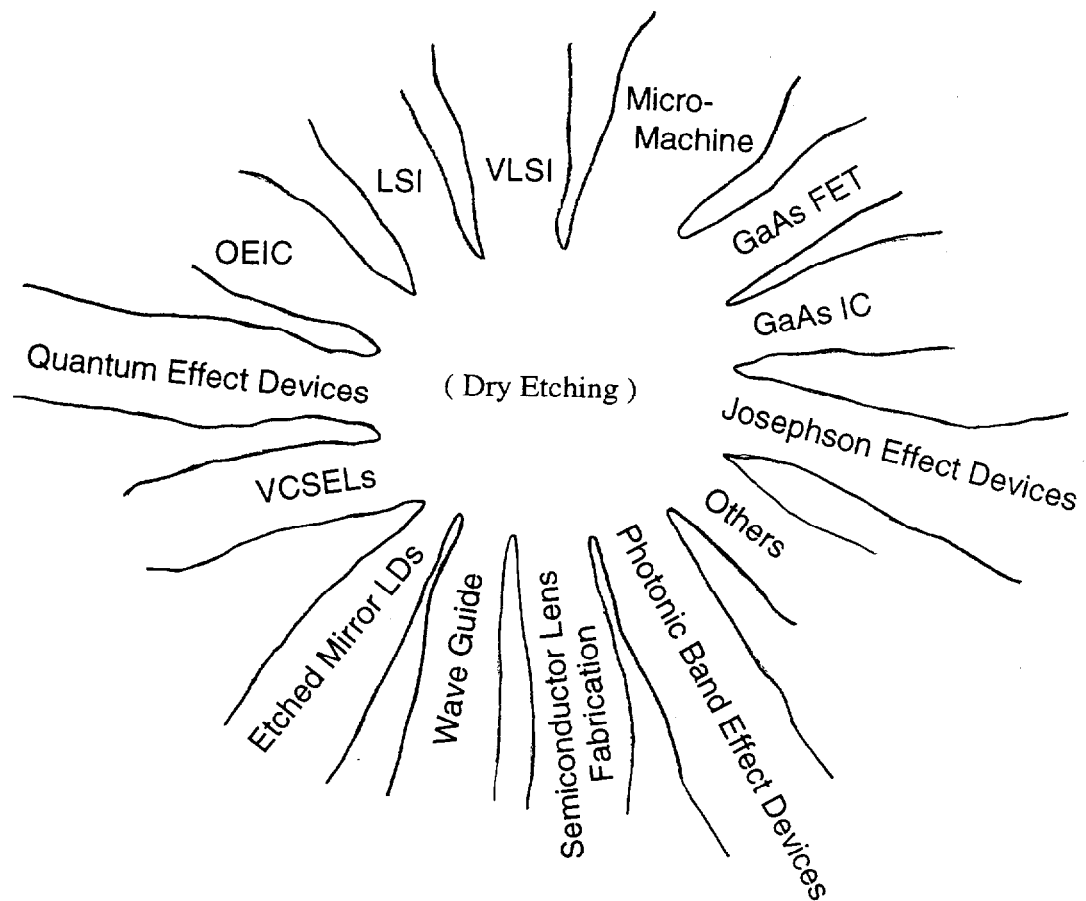 Micro-
Machine
VLSI
LSI
GaAs FET
OEIC
GaAs IC
Quantum Effect Devices
( Dry Etching )
Josephson Effect Devices
VCSELs
Others
Etched Mirror LDs
Wave Guide
Semiconductor Lens
Fabrication
Photonic Band Effect Devices